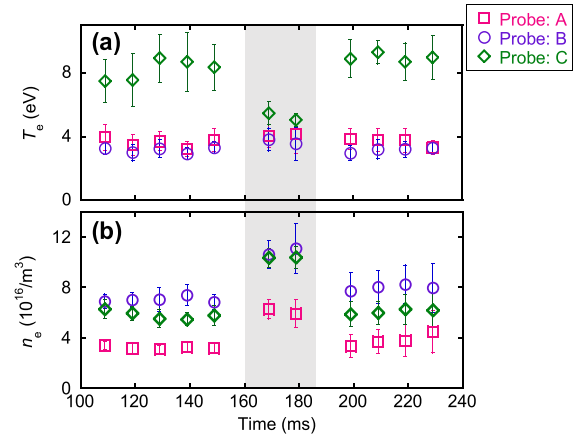 (a)
Probe: A
Probe: B
Probe: C
8
4
0
Te (eV)
(b)
12
8
4
0
ne (10^16/m^3)
100 120 140 160 180 200 220 240
Time (ms)